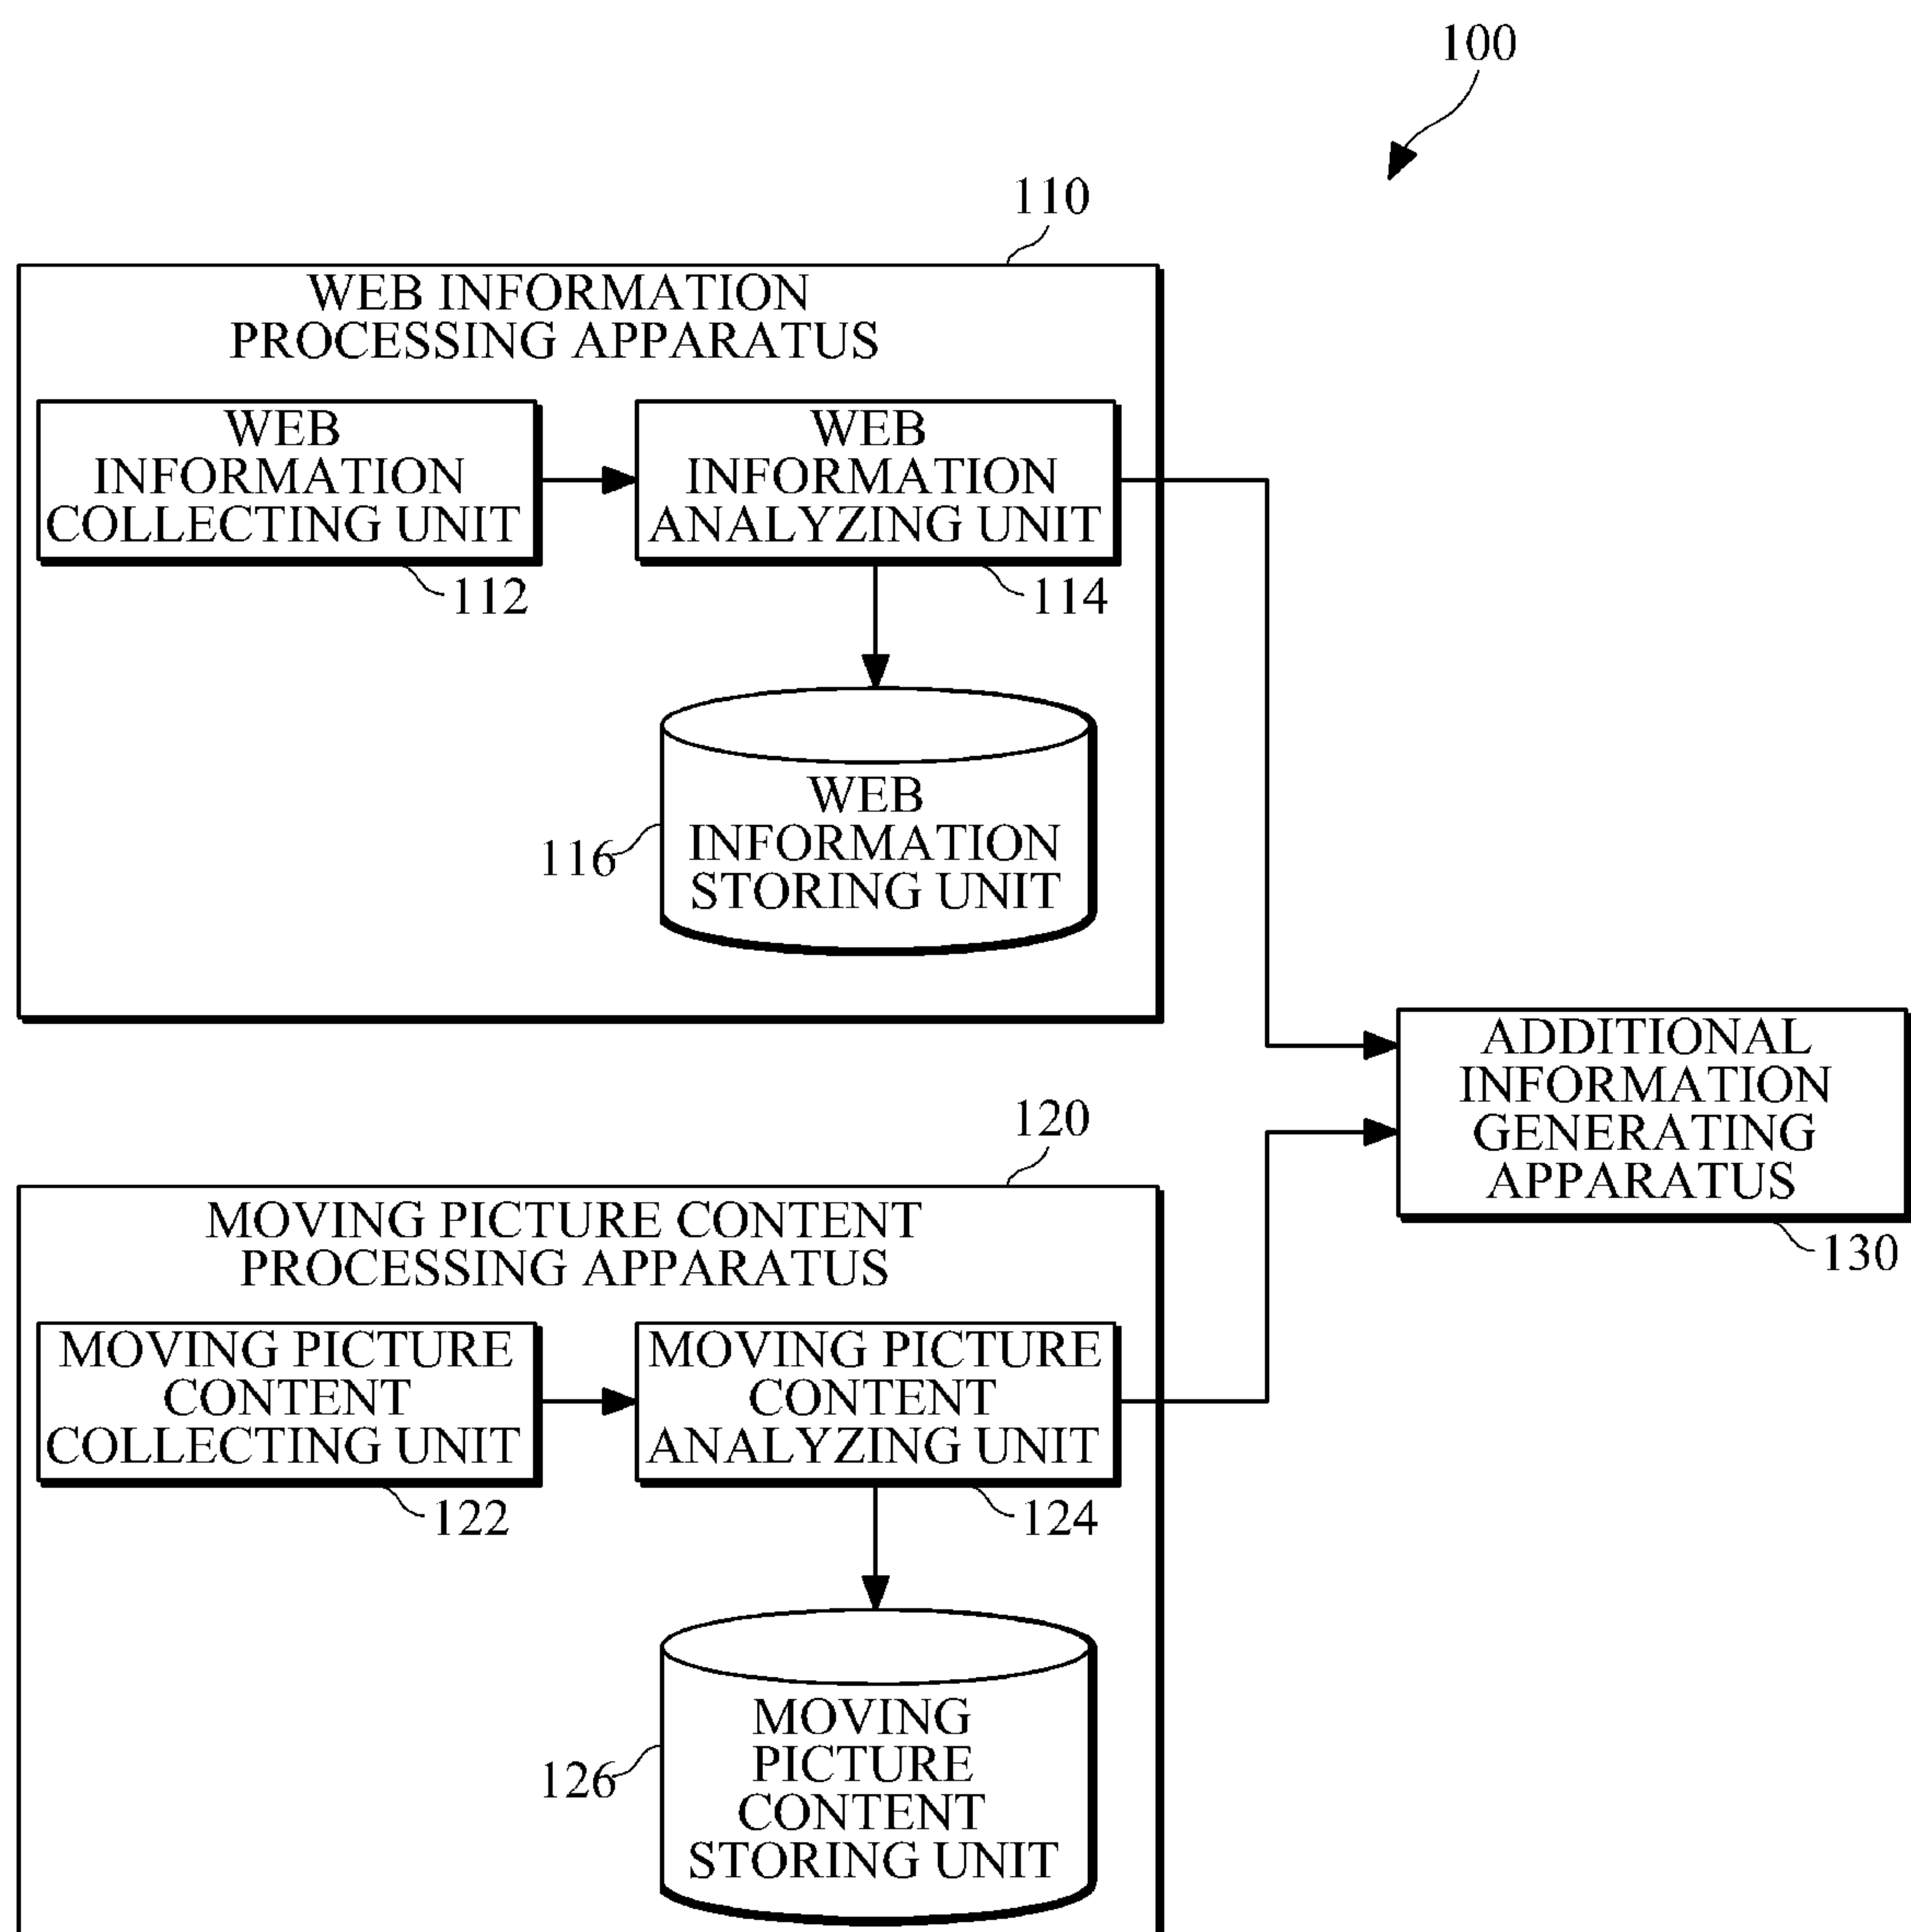 100
110
WEB INFORMATION
PROCESSING APPARATUS
WEB
INFORMATION
COLLECTING UNIT
112
WEB
INFORMATION
ANALYZING UNIT
114
WEB
INFORMATION
STORING UNIT
116
120
MOVING PICTURE CONTENT
PROCESSING APPARATUS
MOVING PICTURE
CONTENT
COLLECTING UNIT
122
MOVING PICTURE
CONTENT
ANALYZING UNIT
124
MOVING
PICTURE
CONTENT
STORING UNIT
126
ADDITIONAL
INFORMATION
GENERATING
APPARATUS
130